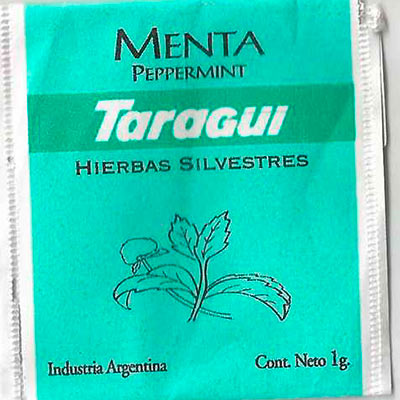 MENTA
PEPPERMINT
TARAGUI
HIERBAS SILVESTRES
Industria Argentina Cont. Neto 1g.